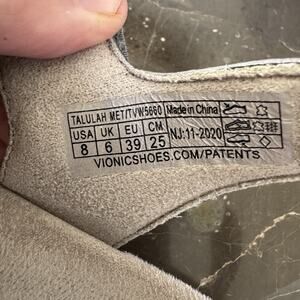 TALULAH MET/TVW5660 Made in China
USA UK EU CM NJ:11-2020
8 6 39 25
VIONICSHOES.COM/PATENTS